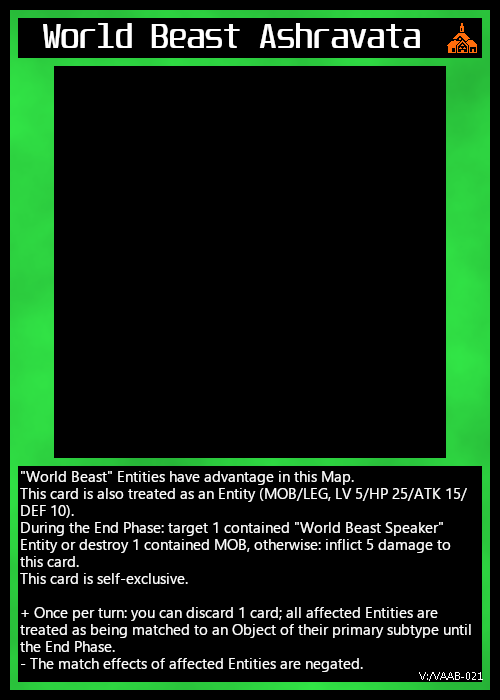 World Beast Ashravata
"World Beast" Entities have advantage in this Map.
This card is also treated as an Entity (MOB/LEG, LV 5/HP 25/ATK 15/
DEF 10).
During the End Phase: target 1 contained "World Beast Speaker"
Entity or destroy 1 contained MOB, otherwise: inflict 5 damage to
this card.
This card is self-exclusive.
+ Once per turn: you can discard 1 card; all affected Entities are
treated as being matched to an Object of their primary subtype until
the End Phase.
- The match effects of affected Entities are negated.
V:/VAAB-021